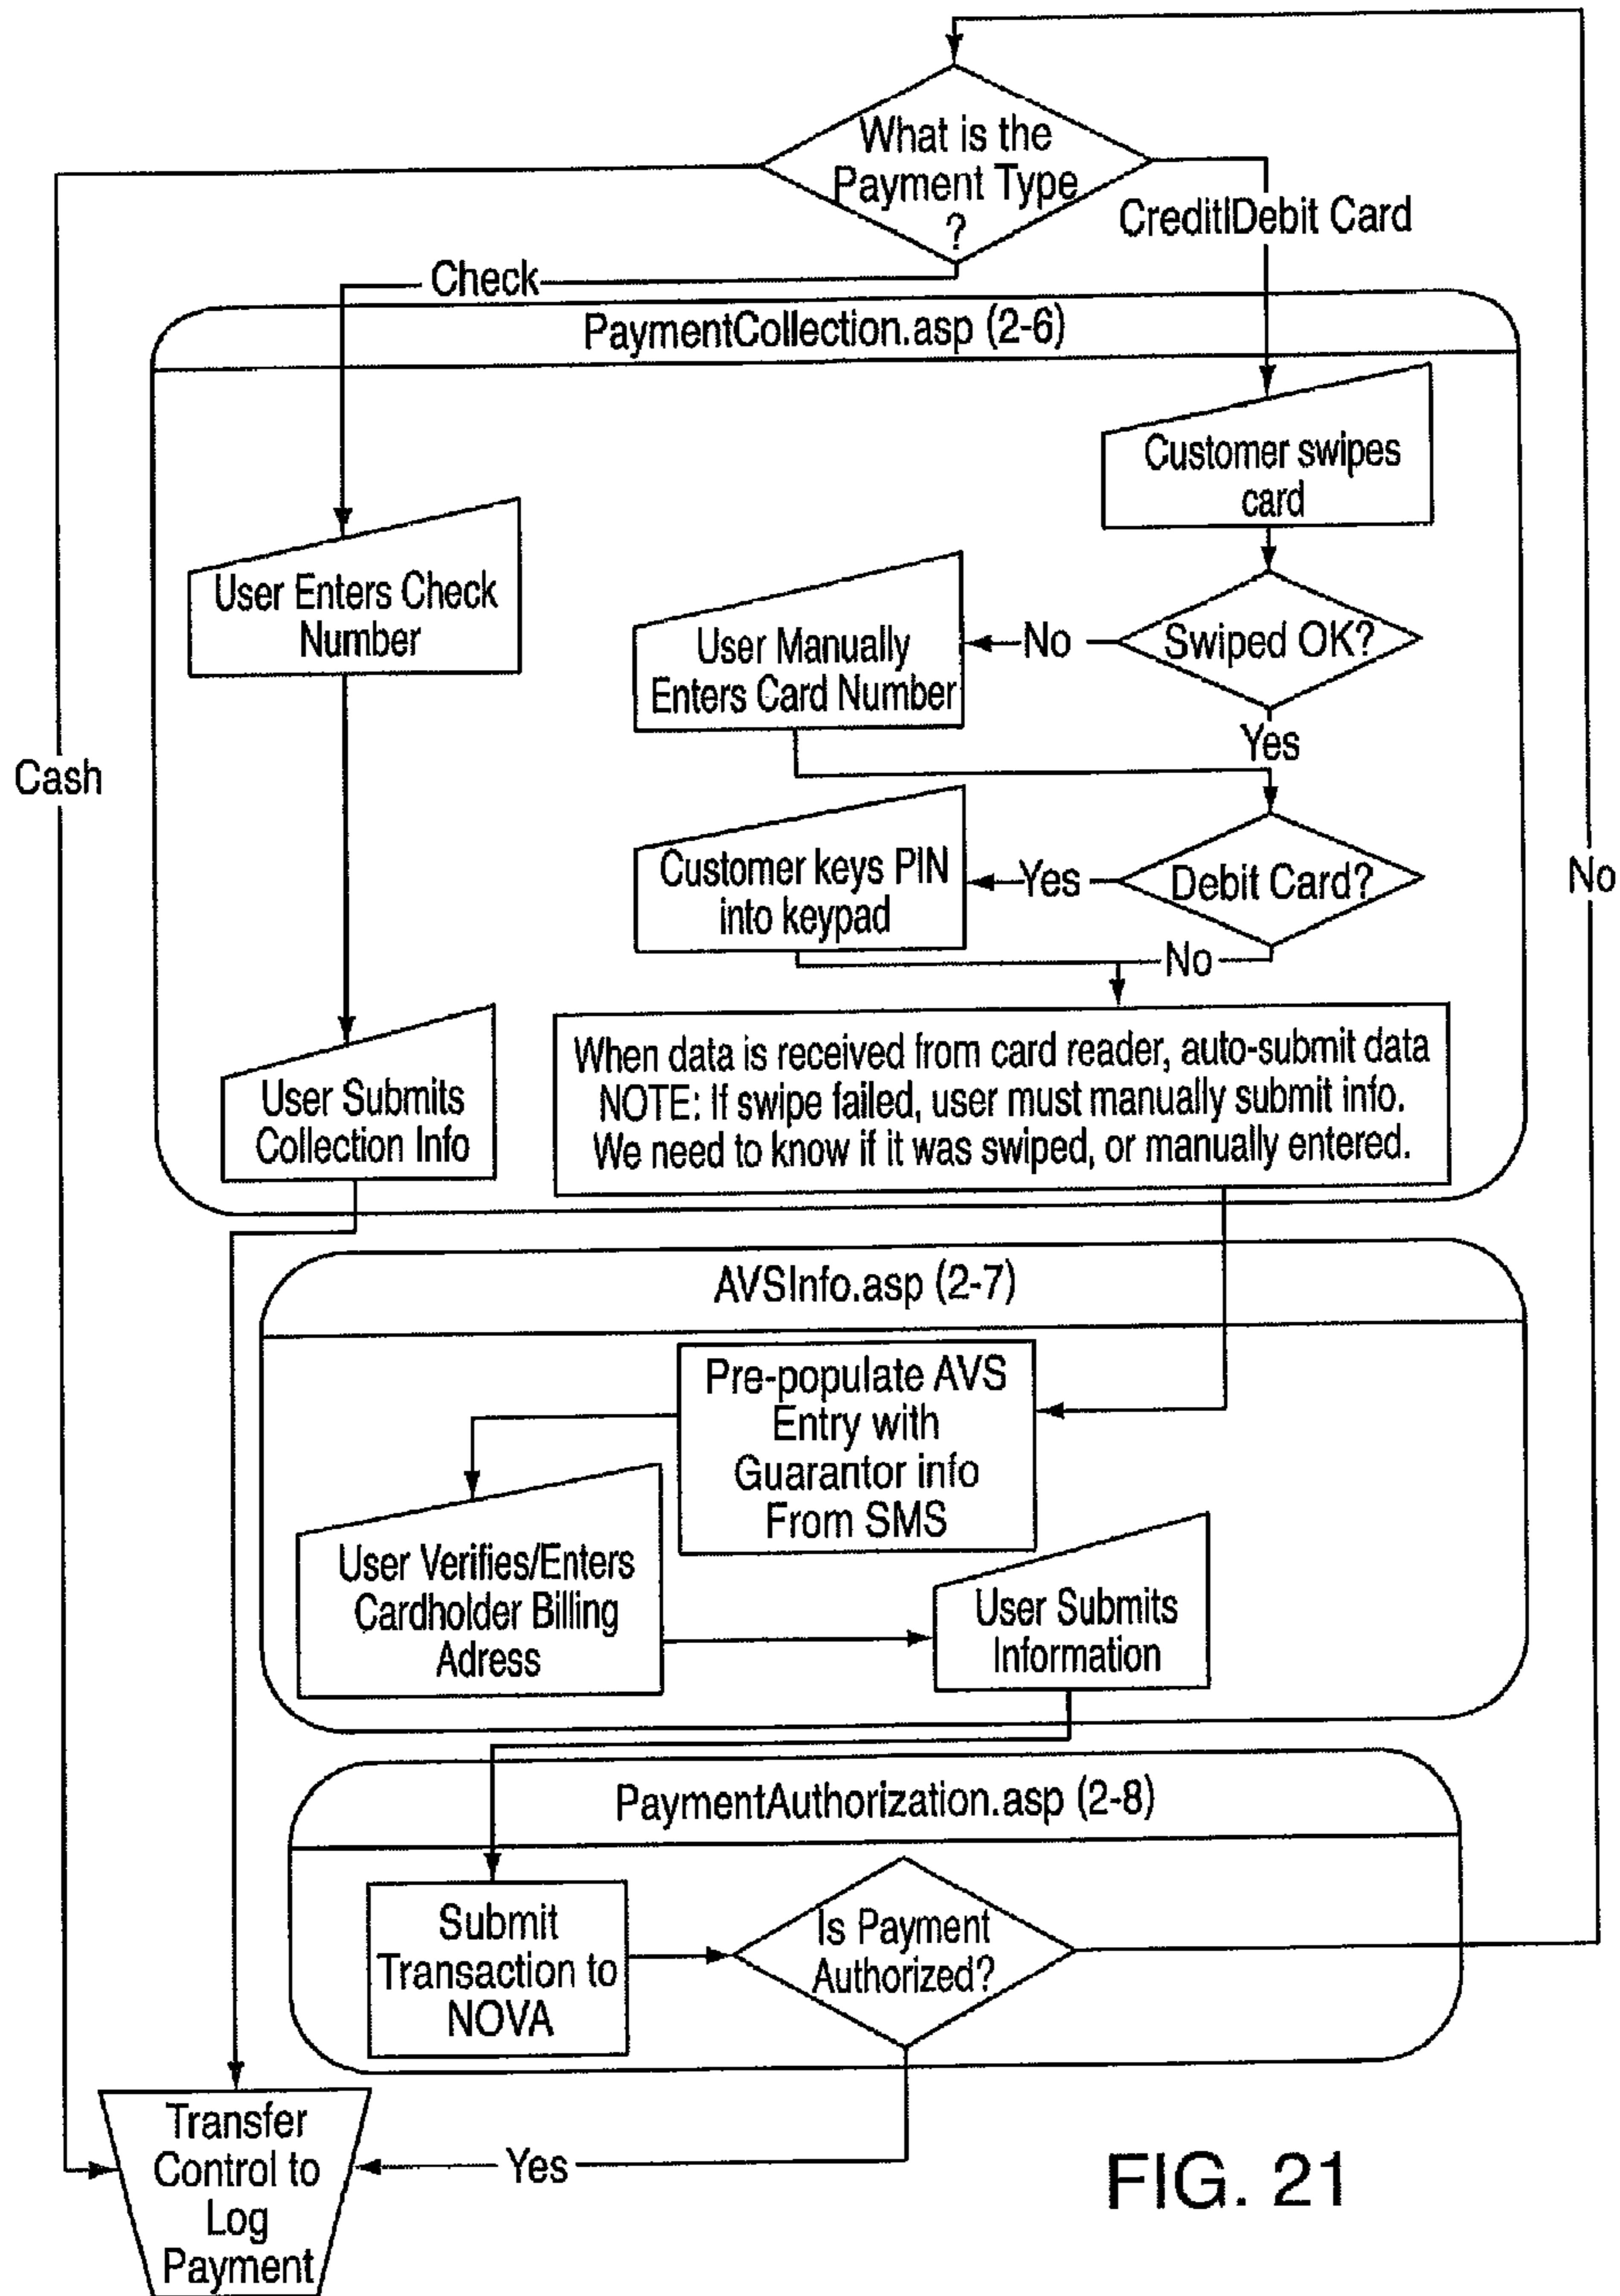 What is the
Payment Type
?
Credit|Debit Card
Check
PaymentCollection.asp (2-6)
Customer swipes
card
User Enters Check
Number
Swiped OK?
No
User Manually
Enters Card Number
Yes
Cash
Debit Card?
Yes
Customer keys PIN
into keypad
No
No
When data is received from card reader, auto-submit data
NOTE: If swipe failed, user must manually submit info.
We need to know if it was swiped, or manually entered.
User Submits
Collection Info
AVSInfo.asp (2-7)
Pre-populate AVS
Entry with
Guarantor info
From SMS
User Verifies/Enters
Cardholder Billing
Adress
User Submits
Information
PaymentAuthorization.asp (2-8)
Submit
Transaction to
NOVA
Is Payment
Authorized?
Transfer
Control to
Log
Payment
Yes
FIG. 21